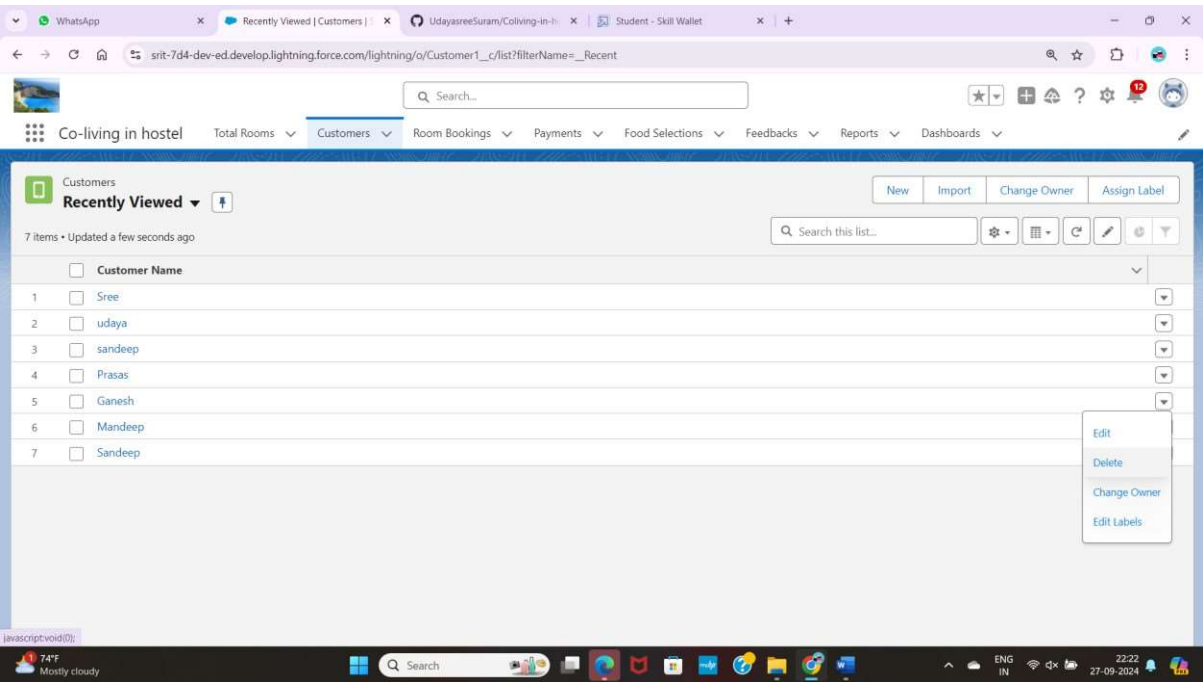 WhatsApp
Recently Viewed | Customers |
UdayasreeSuram/Coliving-in-h
Student - Skill Wallet
srit-7d4-dev-ed.develop.lightning.force.com/lightning/o/Customer1__c/list?filterName=__Recent
Search...
12
Co-living in hostel
Total Rooms
Customers
Room Bookings
Payments
Food Selections
Feedbacks
Reports
Dashboards
Customers
Recently Viewed
New
Import
Change Owner
Assign Label
7 items • Updated a few seconds ago
Search this list...
Customer Name
1 Sree
2 udaya
3 sandeep
4 Prasas
5 Ganesh
6 Mandeep
7 Sandeep
Edit
Delete
Change Owner
Edit Labels
javascript:void(0);
1
74°F
Mostly cloudy
Search
ENG
IN
22:22
27-09-2024